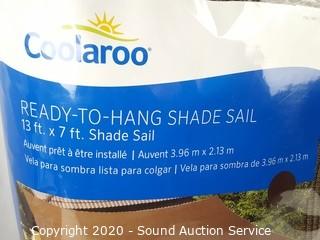 Coolaroo®
READY-TO-HANG SHADE SAIL
13 ft. x 7 ft. Shade Sail
Auvent prêt à être installé | Auvent 3.96 m x 2.13 m
Vela para sombra lista para colgar | Vela para sombra de 3.96 m x 2.13 m
Copyright 2020 - Sound Auction Service